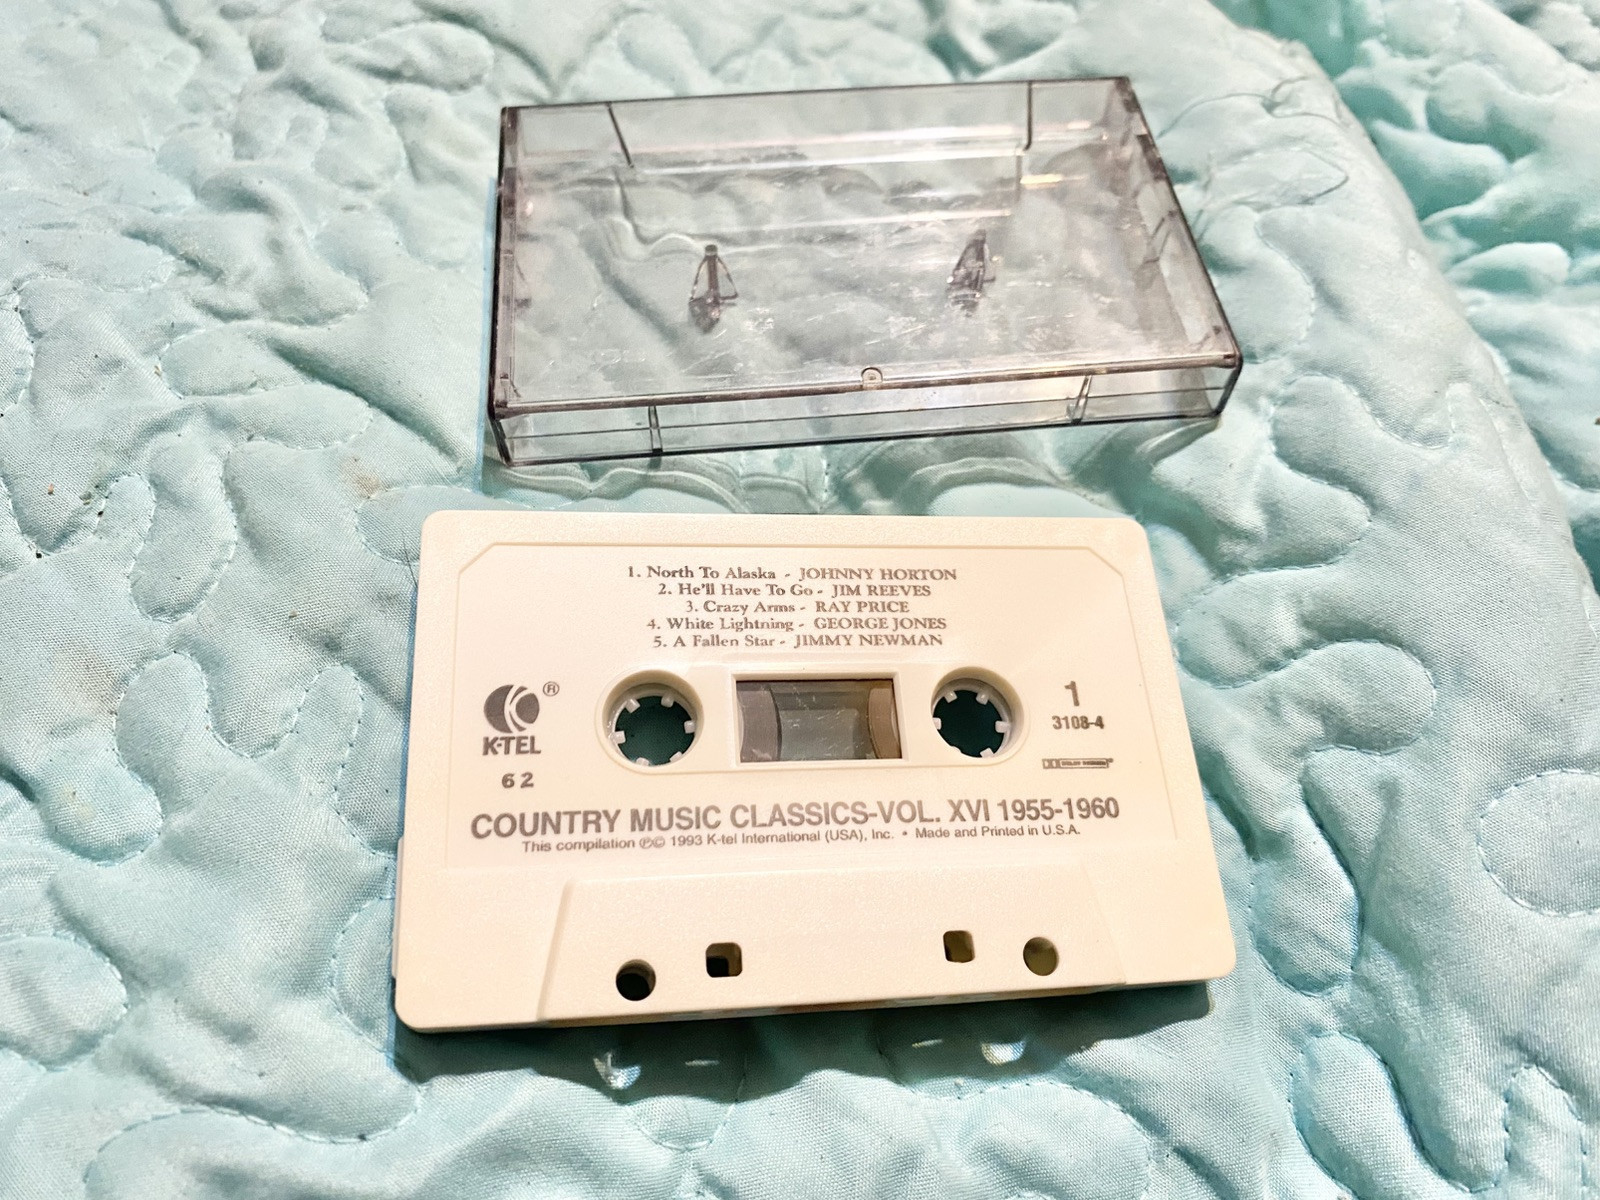 1. North To Alaska - JOHNNY HORTON
2. He'll Have To Go - JIM REEVES
3. Crazy Arms - RAY PRICE
4. White Lightning - GEORGE JONES
5. A Fallen Star - JIMMY NEWMAN
K ®
K-TEL
62
1
3108-4
DOLBY
COUNTRY MUSIC CLASSICS-VOL. XVI 1955-1960
This compilation ℗© 1993 K-tel International (USA), Inc. • Made and Printed in U.S.A.